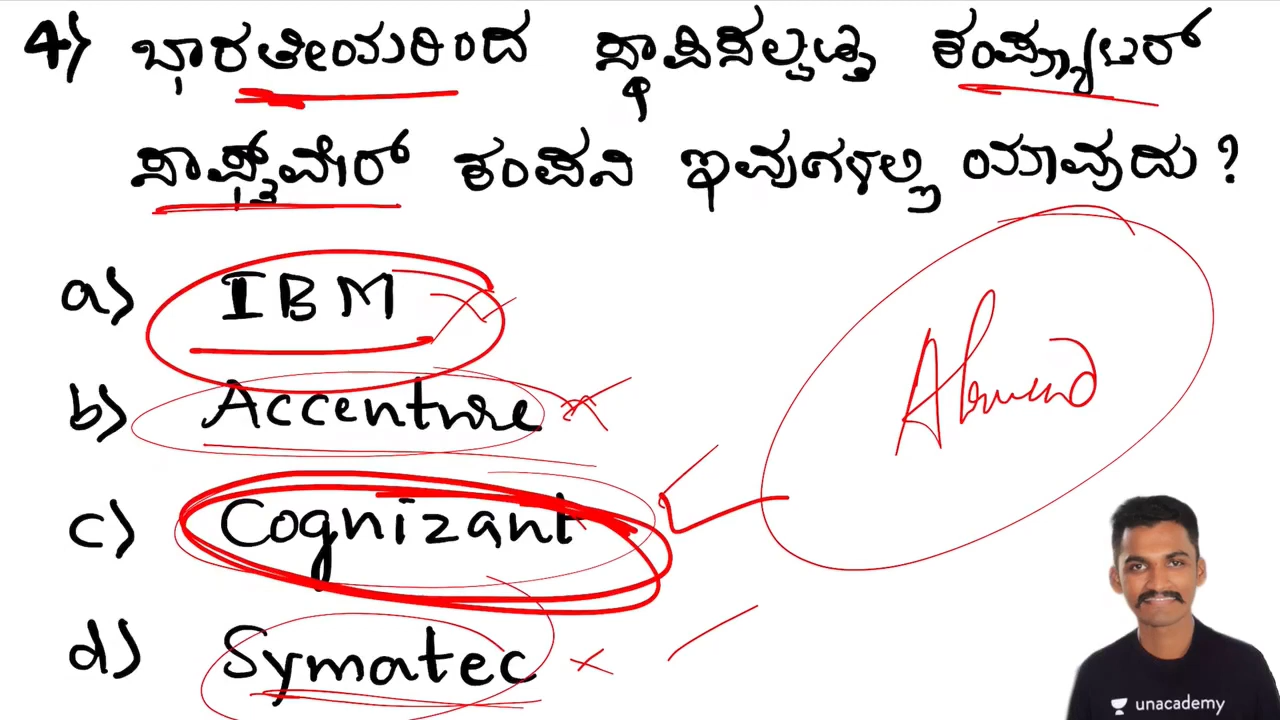 4) ಭಾರತೀಯರಿಂದ ಸ್ಥಾಪಿಸಲ್ಪಟ್ಟ ಕಂಪ್ಯೂಟರ್
ಸಾಫ್ಟ್‌ವೇರ್ ಕಂಪನಿ ಇವುಗಳಲ್ಲಿ ಯಾವುದು?
a) IBM
b) Accenture
c) Cognizant
d) Symatec
unacademy